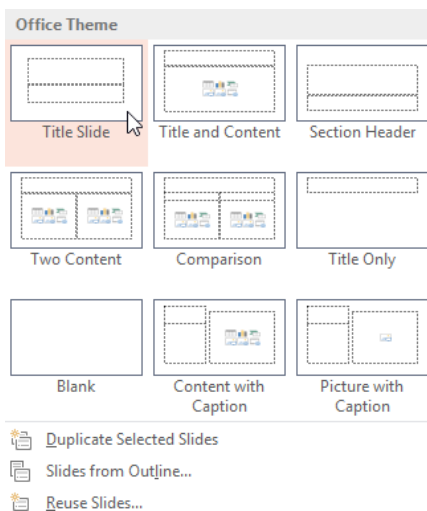 Office Theme
Title Slide
Title and Content
Section Header
Two Content
Comparison
Title Only
Blank
Content with
Caption
Picture with
Caption
Duplicate Selected Slides
Slides from Outline...
Reuse Slides...